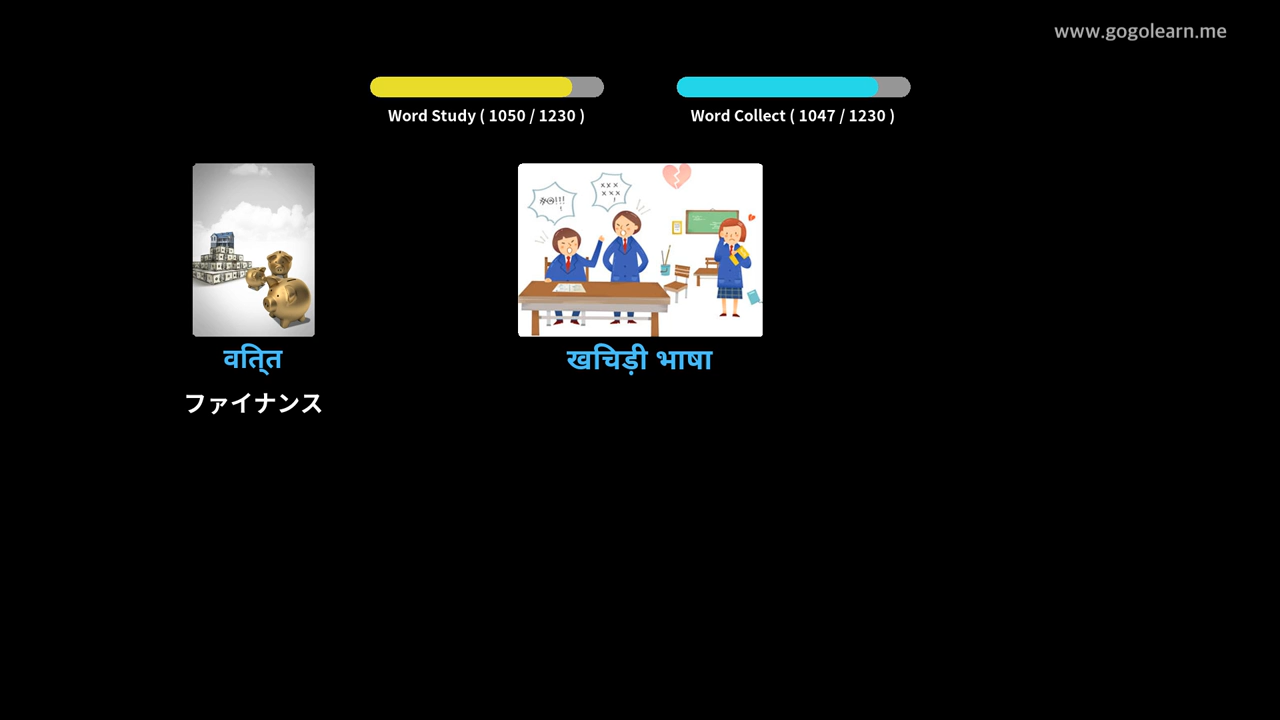 www.gogolearn.me
Word Study ( 1050 / 1230 )
Word Collect ( 1047 / 1230 )
#@!!!
!
x x x
x x x
!
वति्त
खचिड़ी भाषा
ファイナンス